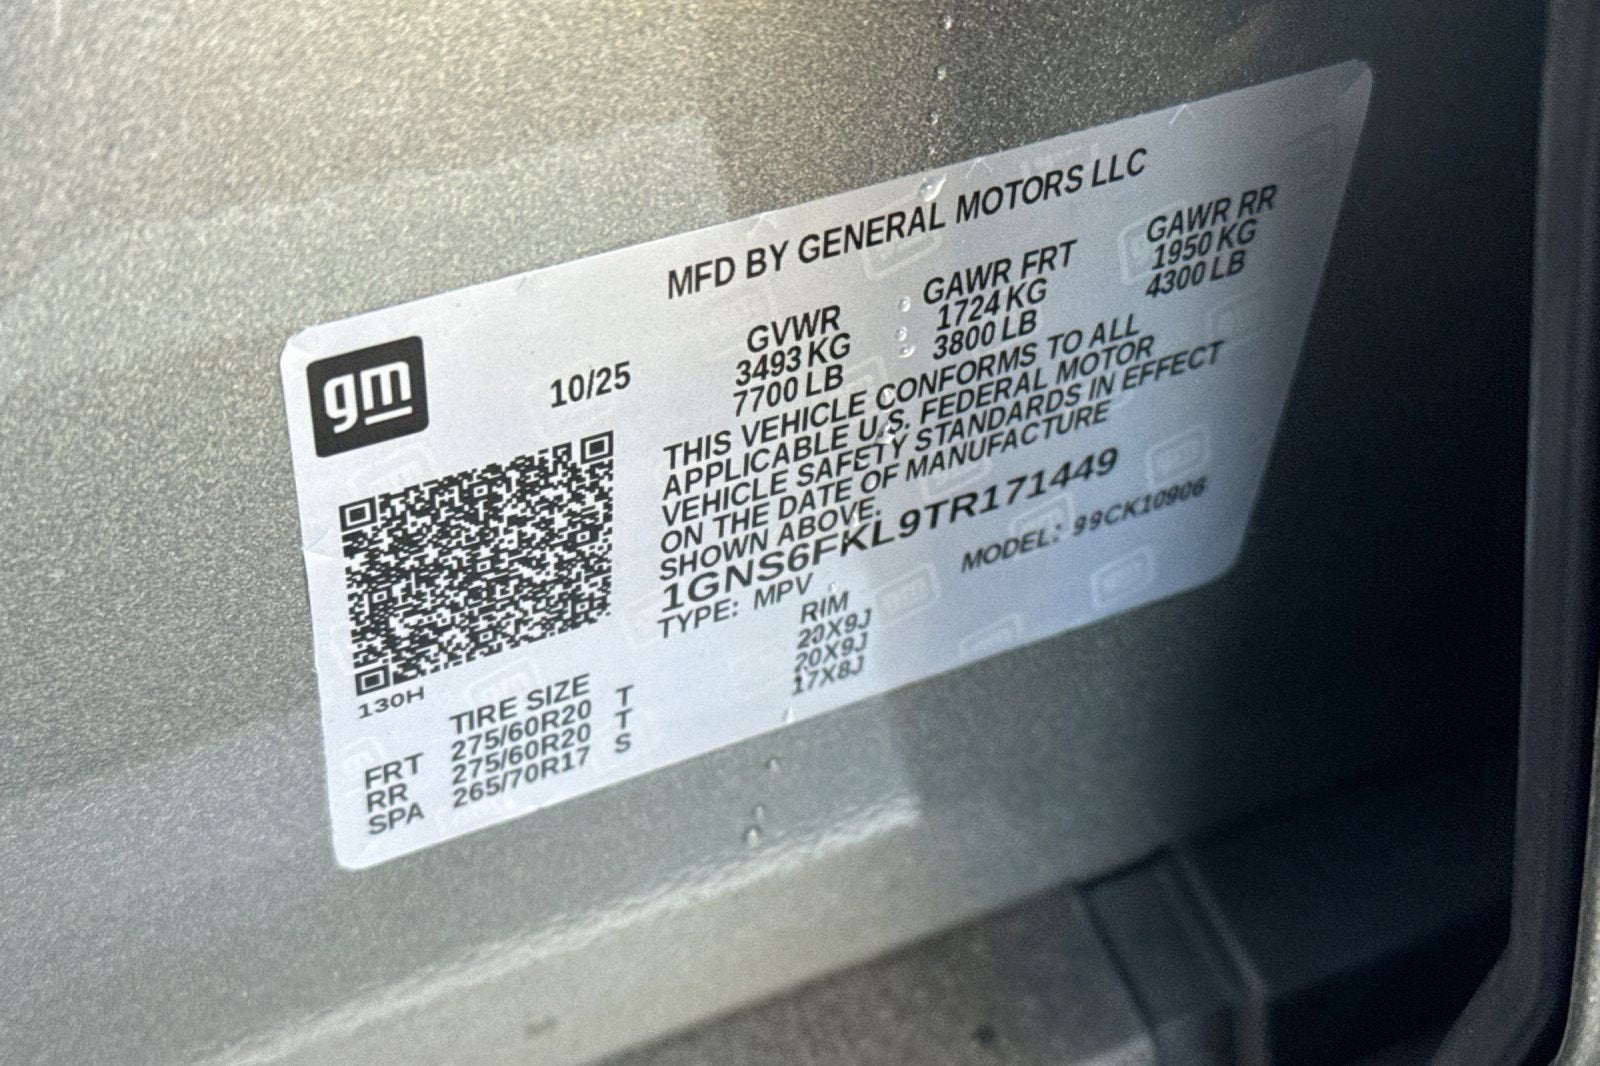 MFD BY GENERAL MOTORS LLC
gm
10/25
GVWR
3493 KG
7700 LB
GAWR FRT
1724 KG
3800 LB
GAWR RR
1950 KG
4300 LB
THIS VEHICLE CONFORMS TO ALL
APPLICABLE U.S. FEDERAL MOTOR
VEHICLE SAFETY STANDARDS IN EFFECT
ON THE DATE OF MANUFACTURE
SHOWN ABOVE.
1GNS6FKL9TR171449
TYPE: MPV
MODEL: 99CK10906
130H
TIRE SIZE RIM
FRT 275/60R20 T 20X9J
RR 275/60R20 T 20X9J
SPA 265/70R17 S 17X8J